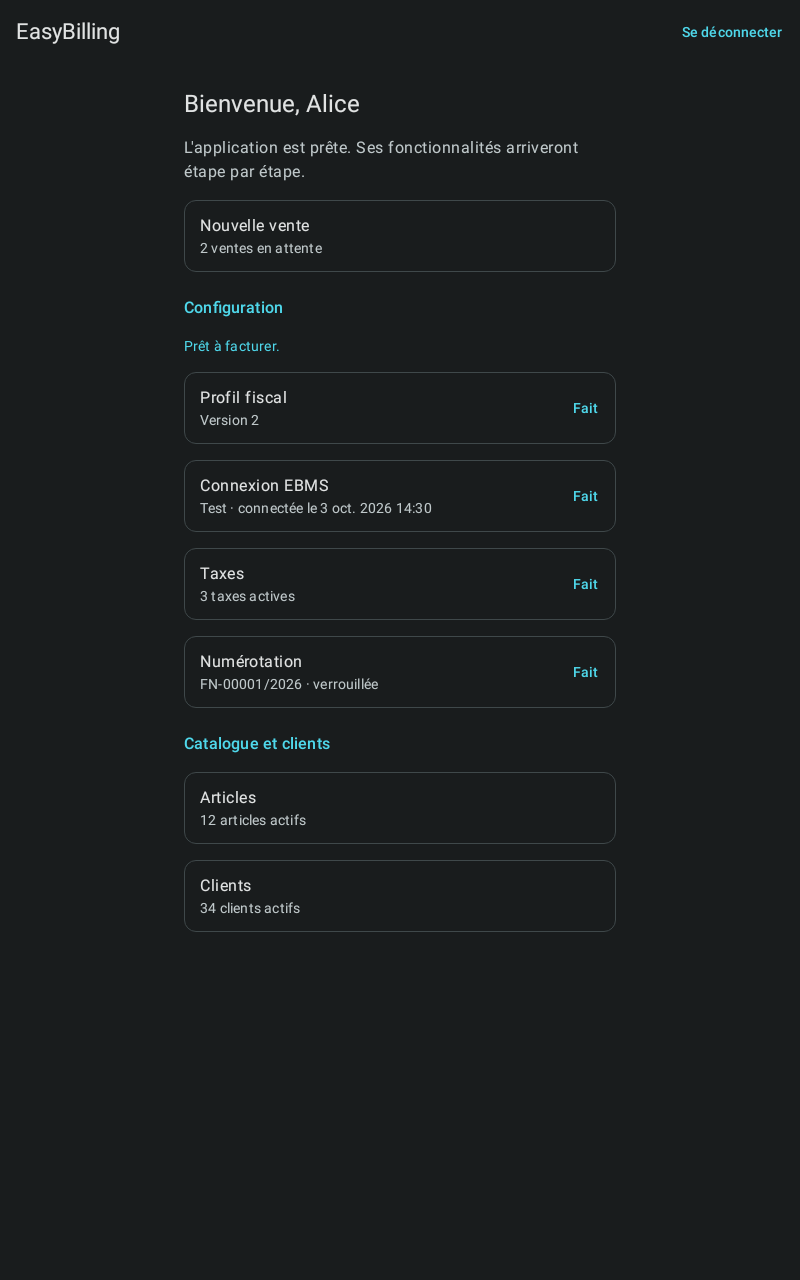 EasyBilling
Se déconnecter
Bienvenue, Alice
L'application est prête. Ses fonctionnalités arriveront
étape par étape.
Nouvelle vente
2 ventes en attente
Configuration
Prêt à facturer.
Profil fiscal
Version 2
Fait
Connexion EBMS
Test · connectée le 3 oct. 2026 14:30
Fait
Taxes
3 taxes actives
Fait
Numérotation
FN-00001/2026 · verrouillée
Fait
Catalogue et clients
Articles
12 articles actifs
Clients
34 clients actifs